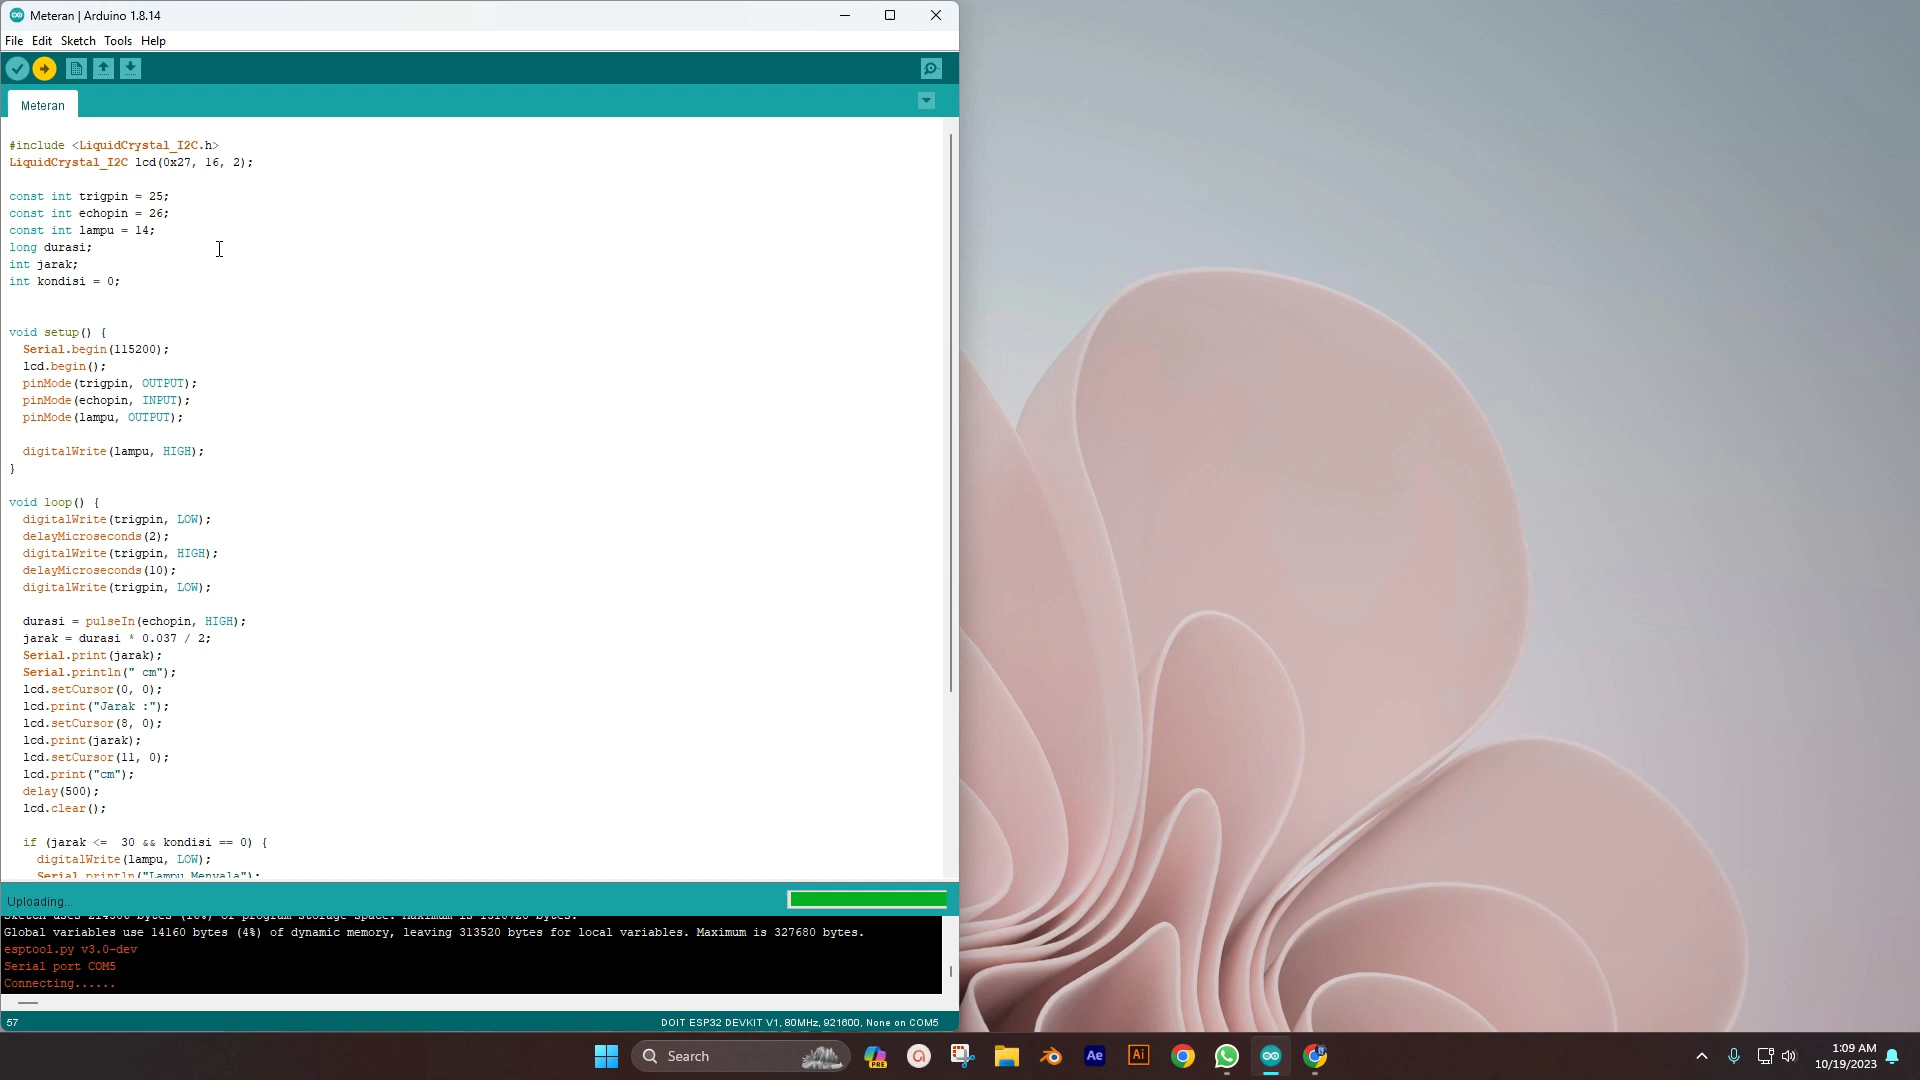 Meteran | Arduino 1.8.14
File Edit Sketch Tools Help
Meteran
#include <LiquidCrystal_I2C.h>
LiquidCrystal_I2C lcd(0x27, 16, 2);
const int trigpin = 25;
const int echopin = 26;
const int lampu = 14;
long durasi;
int jarak;
int kondisi = 0;
void setup() {
Serial.begin(115200);
lcd.begin();
pinMode(trigpin, OUTPUT);
pinMode(echopin, INPUT);
pinMode(lampu, OUTPUT);
digitalWrite(lampu, HIGH);
}
void loop() {
digitalWrite(trigpin, LOW);
delayMicroseconds(2);
digitalWrite(trigpin, HIGH);
delayMicroseconds(10);
digitalWrite(trigpin, LOW);
durasi = pulseIn(echopin, HIGH);
jarak = durasi * 0.037 / 2;
Serial.print(jarak);
Serial.println(" cm");
lcd.setCursor(0, 0);
lcd.print("Jarak :");
lcd.setCursor(8, 0);
lcd.print(jarak);
lcd.setCursor(11, 0);
lcd.print("cm");
delay(500);
lcd.clear();
if (jarak <=  30 && kondisi == 0) {
digitalWrite(lampu, LOW);
Serial.println("Lampu Menyala");
Uploading...
Global variables use 14160 bytes (4%) of dynamic memory, leaving 313520 bytes for local variables. Maximum is 327680 bytes.
esptool.py v3.0-dev
Serial port COM5
Connecting......
57
DOIT ESP32 DEVKIT V1, 80MHz, 921600, None on COM5
Search
PRE
Ae
Ai
1:09 AM
10/19/2023